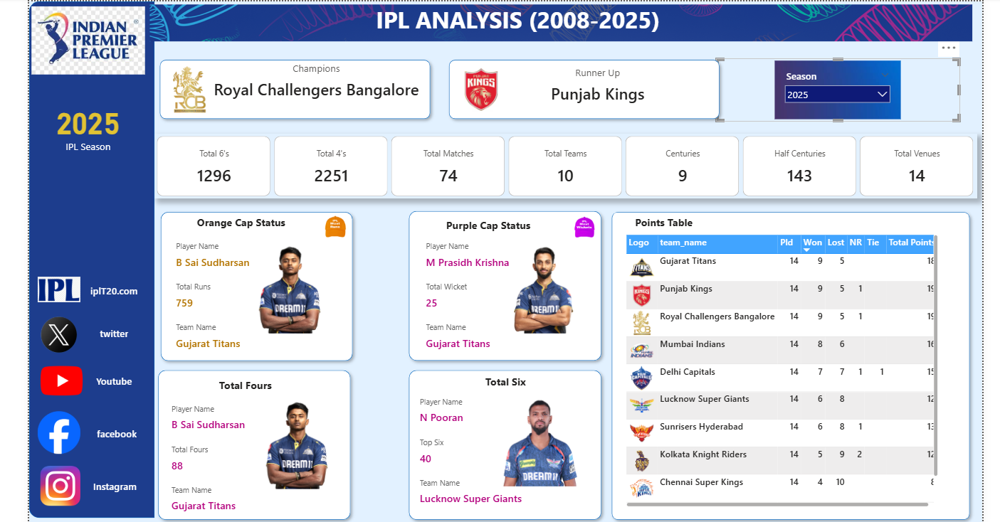 INDIAN
PREMIER
LEAGUE
IPL ANALYSIS (2008-2025)
Champions
Royal Challengers Bangalore
RCB
Runner Up
Punjab Kings
PUNJAB
KINGS
Season
2025
2025
IPL Season
Total 6's
1296
Total 4's
2251
Total Matches
74
Total Teams
10
Centuries
9
Half Centuries
143
Total Venues
14
Orange Cap Status
Player Name
B Sai Sudharsan
Total Runs
759
Team Name
Gujarat Titans
DREAM11
Purple Cap Status
Player Name
M Prasidh Krishna
Total Wicket
25
Team Name
Gujarat Titans
DREAM11
Total Fours
Player Name
B Sai Sudharsan
Total Fours
88
Team Name
Gujarat Titans
DREAM11
Total Six
Player Name
N Pooran
Top Six
40
Team Name
Lucknow Super Giants
DREAM11
Points Table
Logo team_name Pld Won Lost NR Tie Total Points
Gujarat Titans 14 9 5 18
Punjab Kings 14 9 5 1 19
Royal Challengers Bangalore 14 9 5 1 19
Mumbai Indians 14 8 6 16
Delhi Capitals 14 7 7 1 1 15
Lucknow Super Giants 14 6 8 12
Sunrisers Hyderabad 14 6 8 1 13
Kolkata Knight Riders 14 5 9 2 12
Chennai Super Kings 14 4 10 8
IPL
iplT20.com
twitter
Youtube
facebook
Instagram